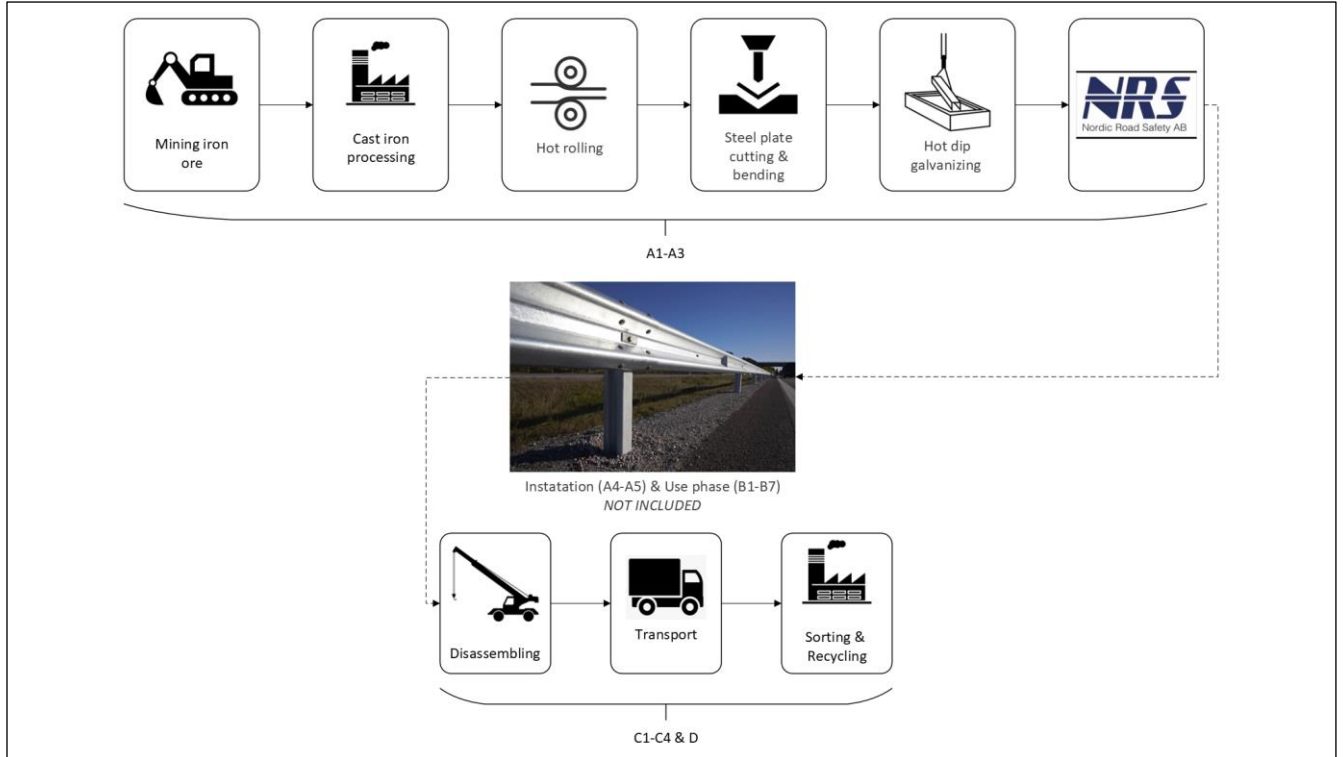 Mining iron
ore
Cast iron
processing
Hot rolling
Steel plate
cutting &
bending
Hot dip
galvanizing
NRS
Nordic Road Safety AB
A1-A3
Instatation (A4-A5) & Use phase (B1-B7)
NOT INCLUDED
Disassembling
Transport
Sorting &
Recycling
C1-C4 & D